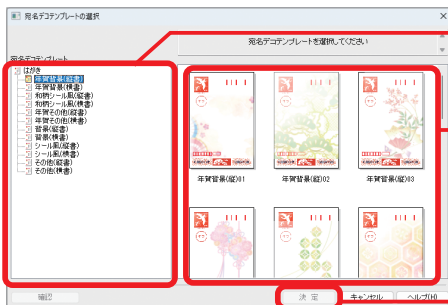 宛名デコテンプレートの選択
宛名デコテンプレートを選択してください
宛名デコテンプレート
はがき
年賀背景(縦書)
年賀背景(横書)
和柄シール風(縦書)
和柄シール風(横書)
年賀その他(縦書)
年賀その他(横書)
背景(縦書)
背景(横書)
シール風(縦書)
シール風(横書)
その他(縦書)
その他(横書)
年賀背景(縦)01
年賀背景(縦)02
年賀背景(縦)03
確認
決定
キャンセル
ヘルプ(H)